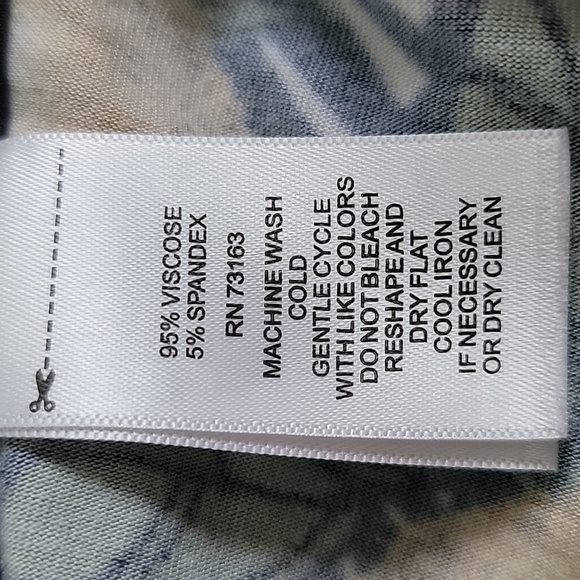 95% VISCOSE
5% SPANDEX
RN 73163
MACHINE WASH
COLD
GENTLE CYCLE
WITH LIKE COLORS
DO NOT BLEACH
RESHAPE AND
DRY FLAT
COOL IRON
IF NECESSARY
OR DRY CLEAN